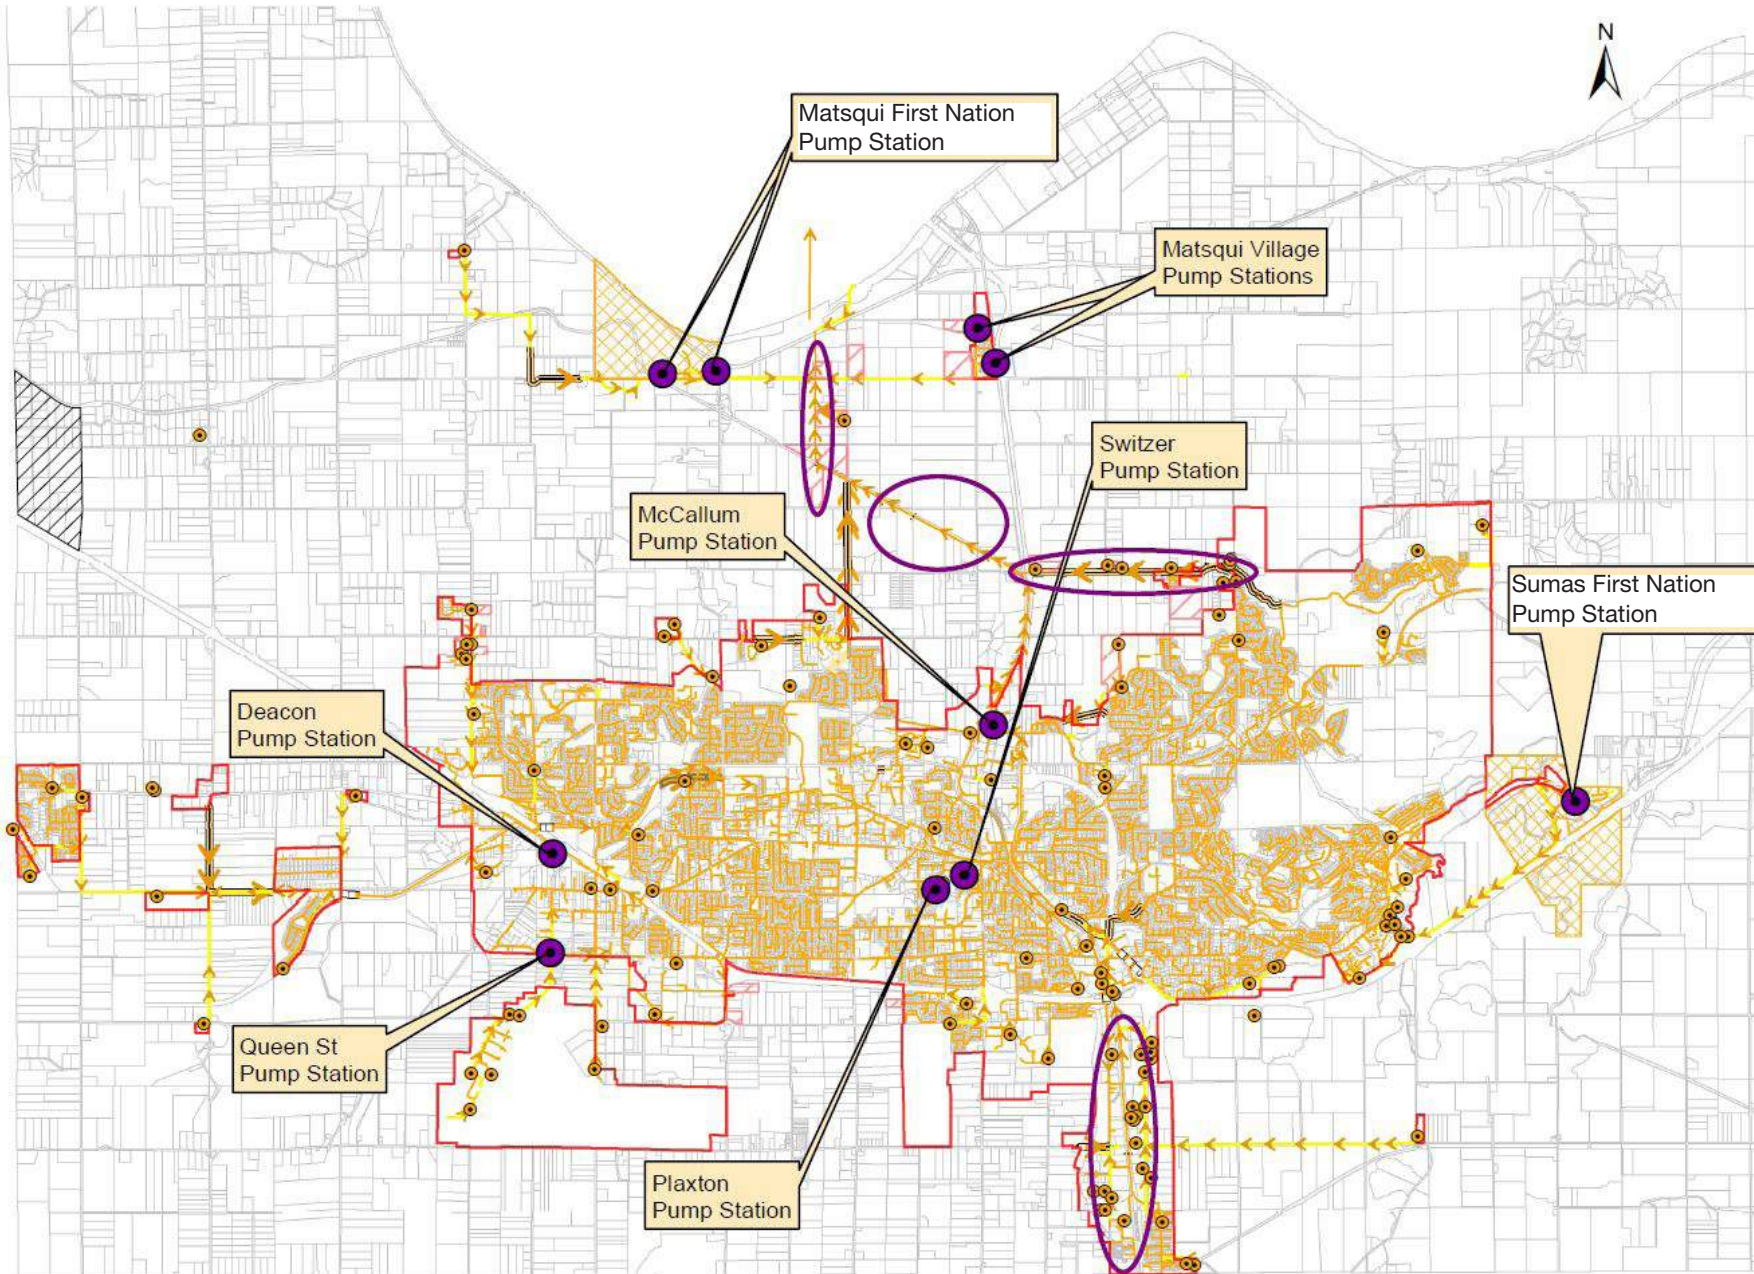 N
Matsqui First Nation
Pump Station
Matsqui Village
Pump Stations
Switzer
Pump Station
McCallum
Pump Station
Sumas First Nation
Pump Station
Deacon
Pump Station
Queen St
Pump Station
Plaxton
Pump Station